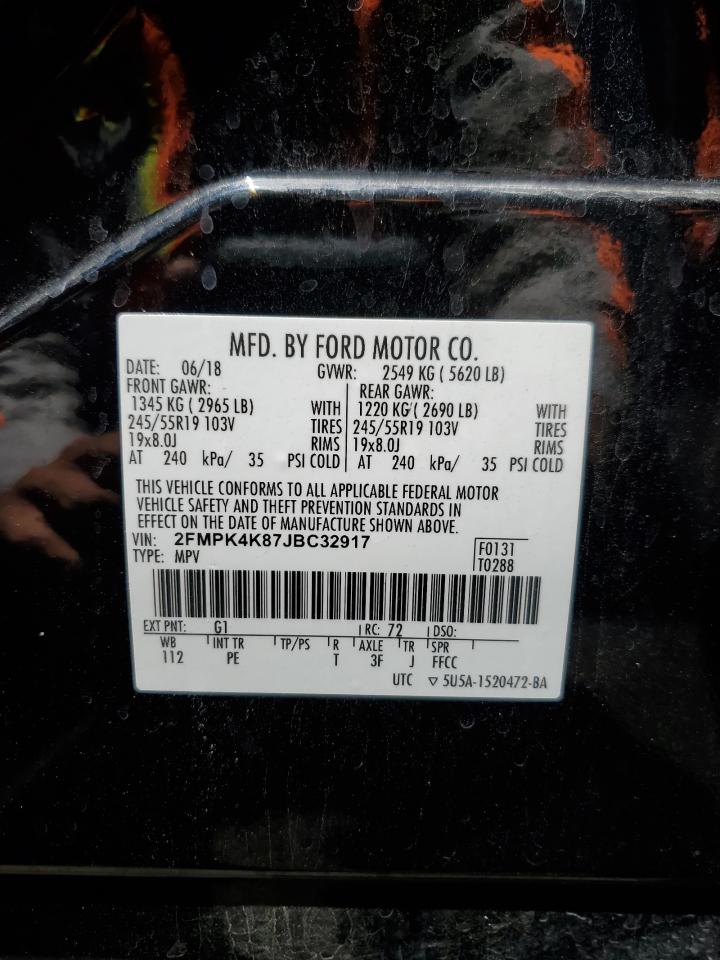 MFD. BY FORD MOTOR CO.
DATE: 06/18 GVWR: 2549 KG ( 5620 LB)
FRONT GAWR: REAR GAWR:
1345 KG ( 2965 LB) WITH 1220 KG ( 2690 LB) WITH
245/55R19 103V TIRES 245/55R19 103V TIRES
19x8.0J RIMS 19x8.0J RIMS
AT 240 kPa/ 35 PSI COLD AT 240 kPa/ 35 PSI COLD
THIS VEHICLE CONFORMS TO ALL APPLICABLE FEDERAL MOTOR
VEHICLE SAFETY AND THEFT PREVENTION STANDARDS IN
EFFECT ON THE DATE OF MANUFACTURE SHOWN ABOVE.
VIN: 2FMPK4K87JBC32917 F0131
TYPE: MPV T0288
EXT PNT: G1 RC: 72 DSO:
WB INT TR TP/PS R AXLE TR SPR
112 PE T 3F J FFCC
UTC ▽ 5U5A-1520472-BA